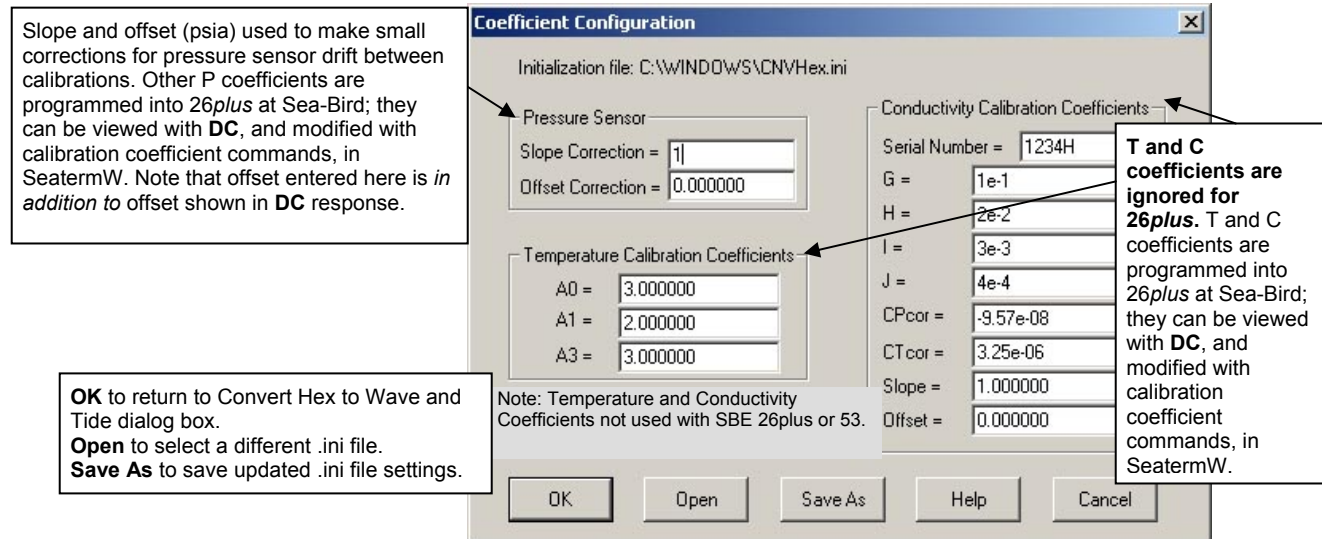 Slope and offset (psia) used to make small
corrections for pressure sensor drift between
calibrations. Other P coefficients are
programmed into 26plus at Sea-Bird; they
can be viewed with DC, and modified with
calibration coefficient commands, in
SeatermW. Note that offset entered here is in
addition to offset shown in DC response.
Coefficient Configuration
Initialization file: C:\WINDOWS\CNVHex.ini
Pressure Sensor
Slope Correction = 1
Offset Correction = 0.000000
Temperature Calibration Coefficients
A0 = 3.000000
A1 = 2.000000
A3 = 3.000000
Note: Temperature and Conductivity
Coefficients not used with SBE 26plus or 53.
Conductivity Calibration Coefficients
Serial Number = 1234H
G = 1e-1
H = 2e-2
I = 3e-3
J = 4e-4
CPcor = -9.57e-08
CTcor = 3.25e-06
Slope = 1.000000
Offset = 0.000000
T and C
coefficients are
ignored for
26plus. T and C
coefficients are
programmed into
26plus at Sea-Bird;
they can be viewed
with DC, and
modified with
calibration
coefficient
commands, in
SeatermW.
OK to return to Convert Hex to Wave and
Tide dialog box.
Open to select a different .ini file.
Save As to save updated .ini file settings.
OK Open Save As Help Cancel